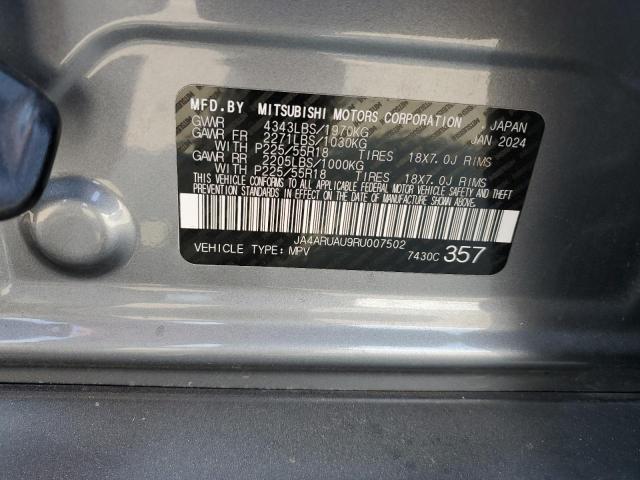 MFD.BY MITSUBISHI MOTORS CORPORATION, JAPAN
GVWR 4343LBS/1970KG JAN 2024
GAWR FR 2271LBS/1030KG
WITH P225/55R18 TIRES 18X7.0J RIMS
GAWR RR 2205LBS/1000KG
WITH P225/55R18 TIRES 18X7.0J RIMS
THIS VEHICLE CONFORMS TO ALL APPLICABLE FEDERAL MOTOR VEHICLE SAFETY AND THEFT
PREVENTION STANDARDS IN EFFECT ON THE DATE OF MANUFACTURE SHOWN ABOVE.
JA4ARUAU9RU007502
VEHICLE TYPE: MPV 7430C 357